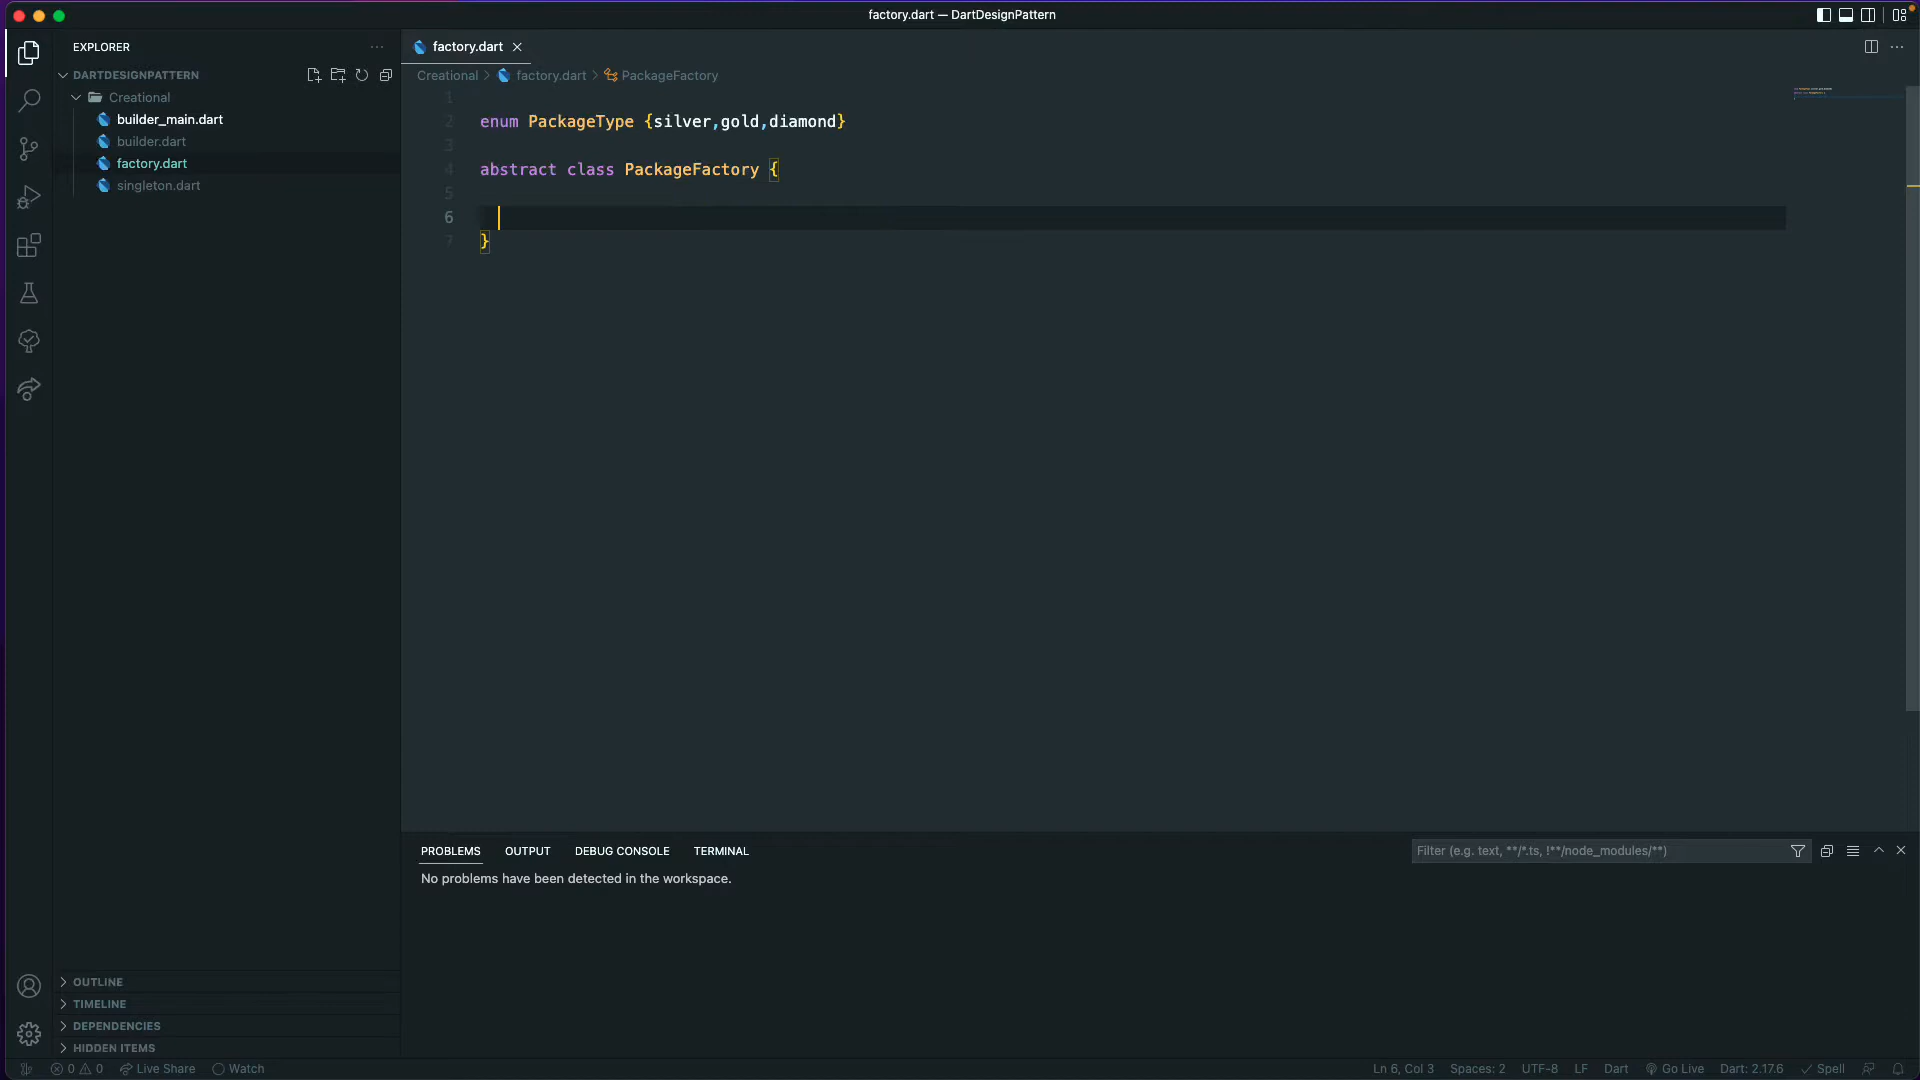 factory.dart — DartDesignPattern
EXPLORER
factory.dart
DARTDESIGNPATTERN
Creational
builder_main.dart
builder.dart
factory.dart
singleton.dart
Creational > factory.dart > PackageFactory
1
2 enum PackageType {silver,gold,diamond}
3
4 abstract class PackageFactory {
5
6
7 }
PROBLEMS OUTPUT DEBUG CONSOLE TERMINAL
Filter (e.g. text, **/*.ts, !**/node_modules/**)
No problems have been detected in the workspace.
OUTLINE
TIMELINE
DEPENDENCIES
HIDDEN ITEMS
0 0 Live Share Watch
Ln 6, Col 3 Spaces: 2 UTF-8 LF Dart Go Live Dart: 2.17.6 Spell